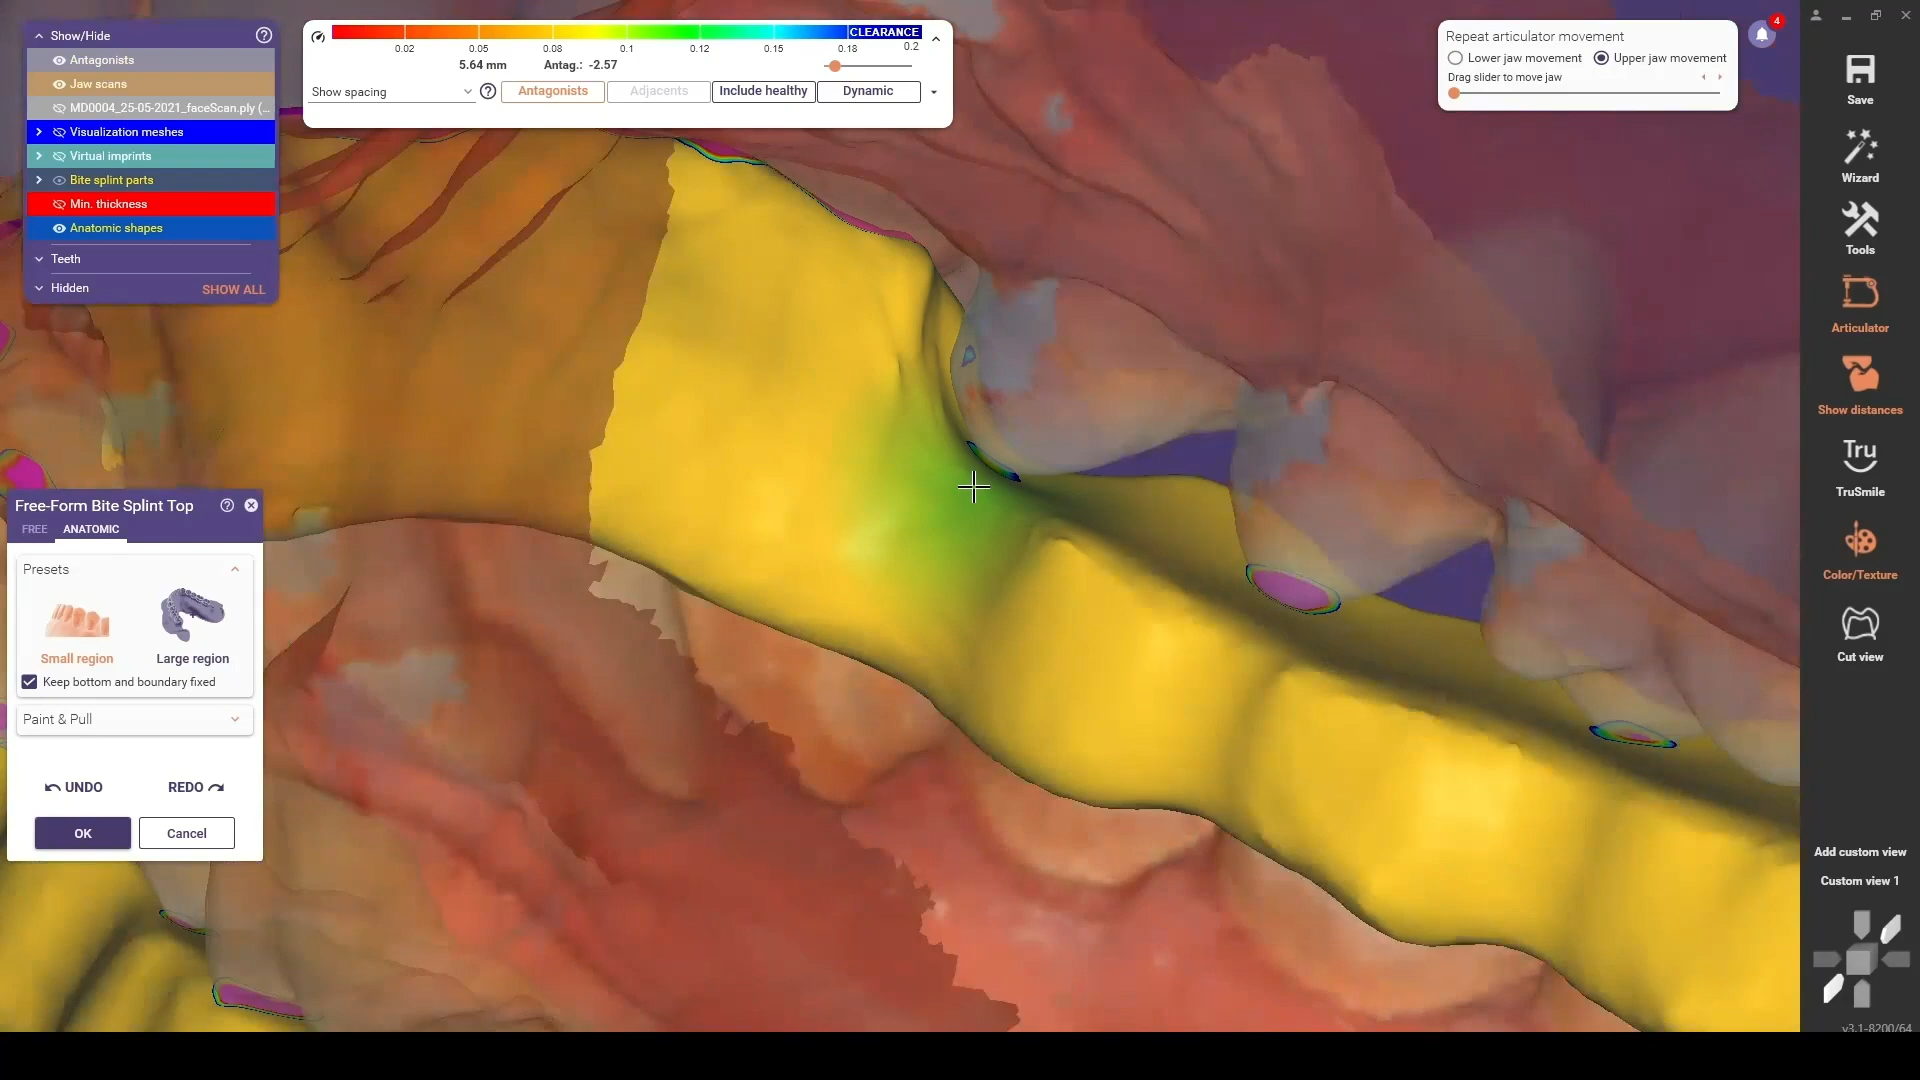 Show/Hide
Antagonists
Jaw scans
MD0004_25-05-2021_faceScan.ply (...
Visualization meshes
Virtual imprints
Bite splint parts
Min. thickness
Anatomic shapes
Teeth
Hidden
SHOW ALL
CLEARANCE
0.02 0.05 0.08 0.1 0.12 0.15 0.18 0.2
5.64 mm Antag.: -2.57
Show spacing
Antagonists Adjacents Include healthy Dynamic
Repeat articulator movement
Lower jaw movement Upper jaw movement
Drag slider to move jaw
4
Save
Wizard
Tools
Articulator
Show distances
Tru
TruSmile
Color/Texture
Cut view
Add custom view
Custom view 1
v3.1-8200/64
Free-Form Bite Splint Top
FREE ANATOMIC
Presets
Small region Large region
Keep bottom and boundary fixed
Paint & Pull
UNDO REDO
OK Cancel